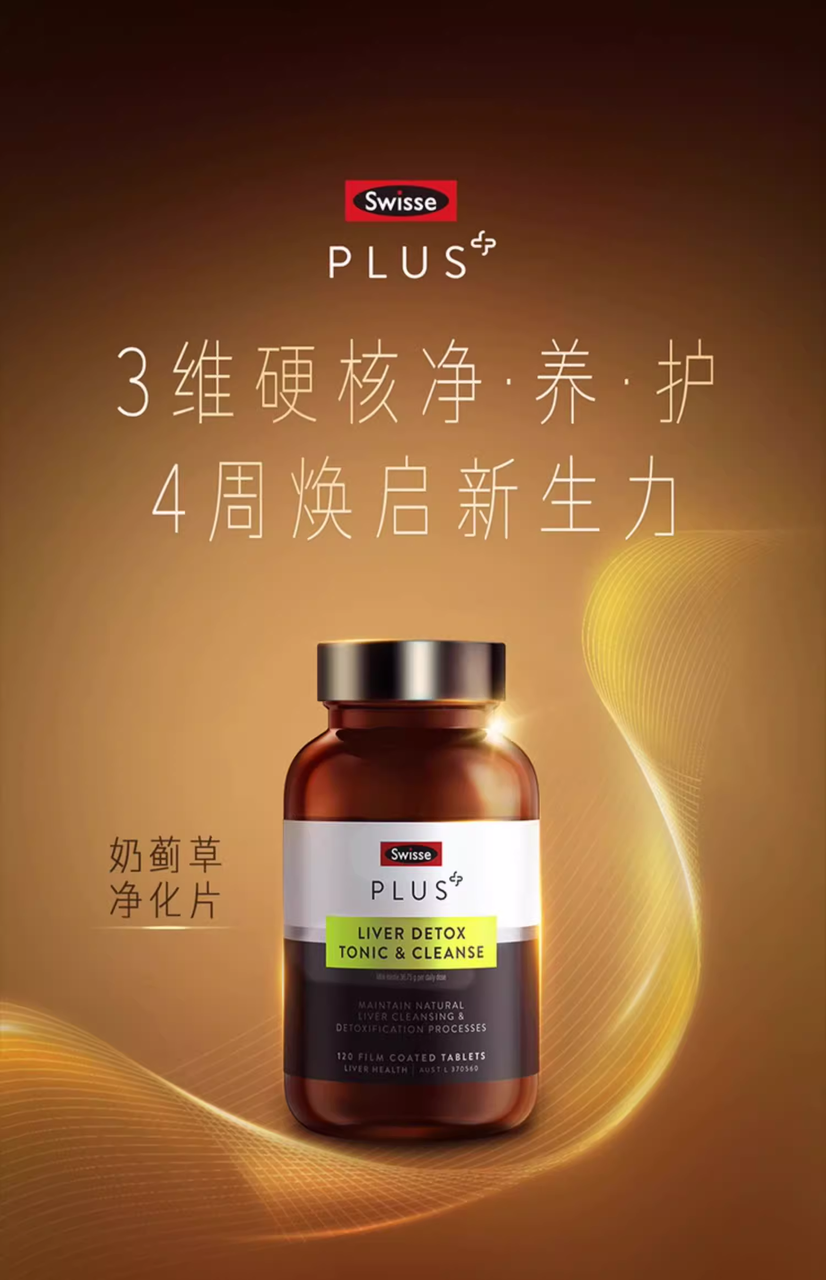 Swisse
PLUS
3维硬核净·养·护
4周焕启新生力
奶蓟草
净化片
Swisse
PLUS
LIVER DETOX
TONIC & CLEANSE
MAINTAIN NATURAL
LIVER CLEANSING &
DETOXIFICATION PROCESSES
120 FILM COATED TABLETS
LIVER HEALTH | AUST L 370560